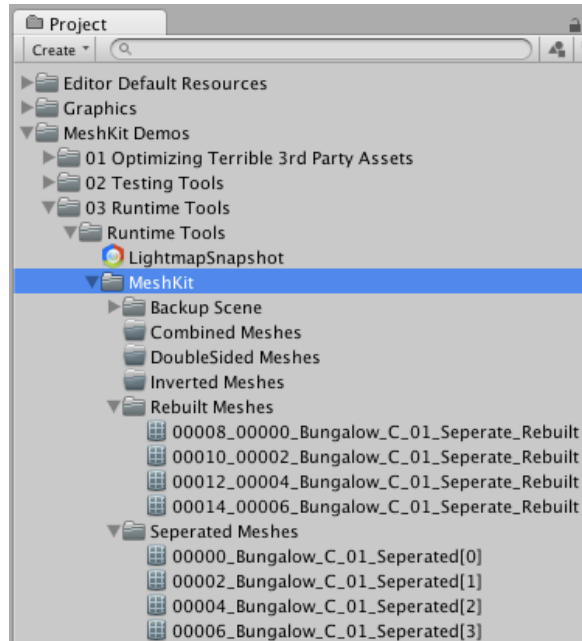 Project
Create
Editor Default Resources
Graphics
MeshKit Demos
01 Optimizing Terrible 3rd Party Assets
02 Testing Tools
03 Runtime Tools
Runtime Tools
LightmapSnapshot
MeshKit
Backup Scene
Combined Meshes
DoubleSided Meshes
Inverted Meshes
Rebuilt Meshes
00008_00000_Bungalow_C_01_Seperate_Rebuilt
00010_00002_Bungalow_C_01_Seperate_Rebuilt
00012_00004_Bungalow_C_01_Seperate_Rebuilt
00014_00006_Bungalow_C_01_Seperate_Rebuilt
Seperated Meshes
00000_Bungalow_C_01_Seperated[0]
00002_Bungalow_C_01_Seperated[1]
00004_Bungalow_C_01_Seperated[2]
00006_Bungalow_C_01_Seperated[3]